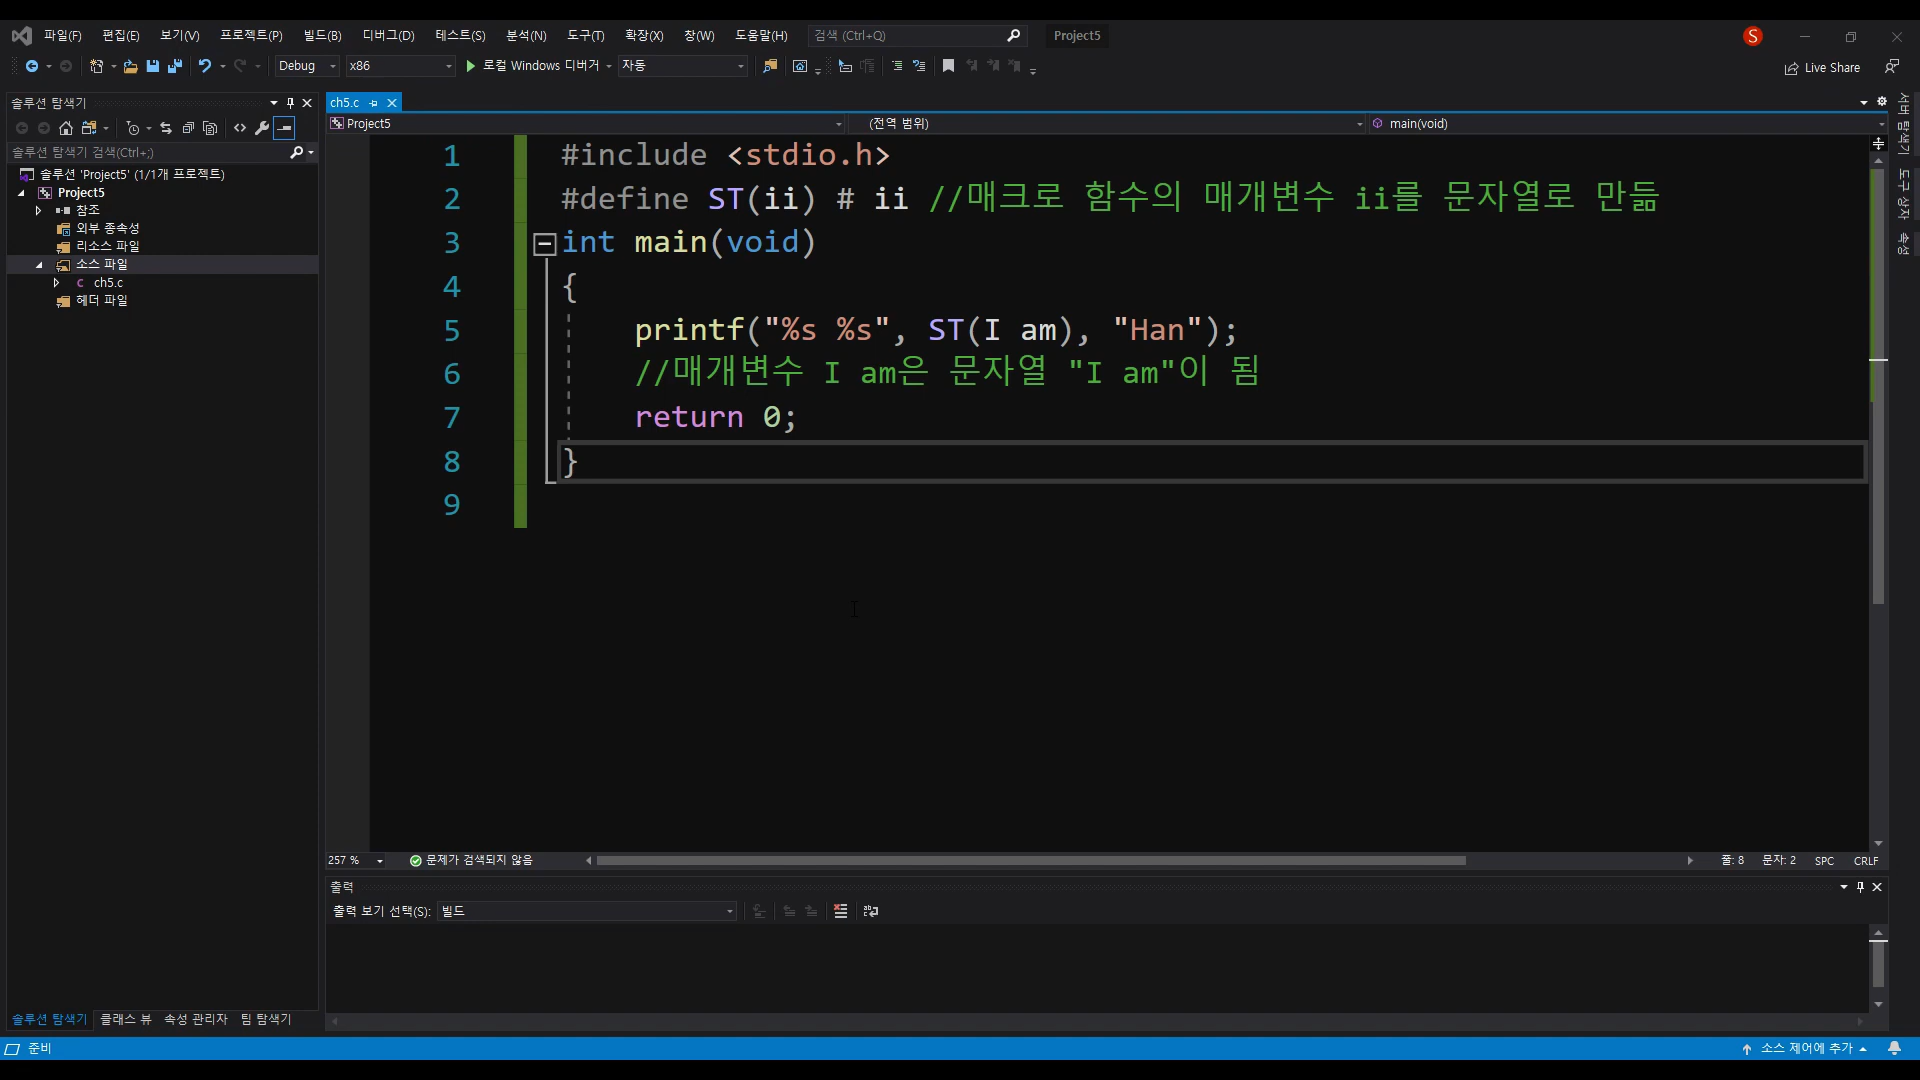 파일(F) 편집(E) 보기(V) 프로젝트(P) 빌드(B) 디버그(D) 테스트(S) 분석(N) 도구(T) 확장(X) 창(W) 도움말(H) 검색 (Ctrl+Q) Project5 S
Debug x86 로컬 Windows 디버거 자동 Live Share
솔루션 탐색기
솔루션 탐색기 검색(Ctrl+;)
솔루션 'Project5' (1/1개 프로젝트)
Project5
참조
외부 종속성
리소스 파일
소스 파일
C ch5.c
헤더 파일
솔루션 탐색기 클래스 뷰 속성 관리자 팀 탐색기
ch5.c
Project5 (전역 범위) main(void)
1 #include <stdio.h>
2 #define ST(ii) # ii //매크로 함수의 매개변수 ii를 문자열로 만듦
3 int main(void)
4 {
5 printf("%s %s", ST(I am), "Han");
6 //매개변수 I am은 문자열 "I am"이 됨
7 return 0;
8 }
9
257 % 문제가 검색되지 않음 줄: 8 문자: 2 SPC CRLF
출력
출력 보기 선택(S): 빌드
서버 탐색기
도구 상자
속성
준비 소스 제어에 추가